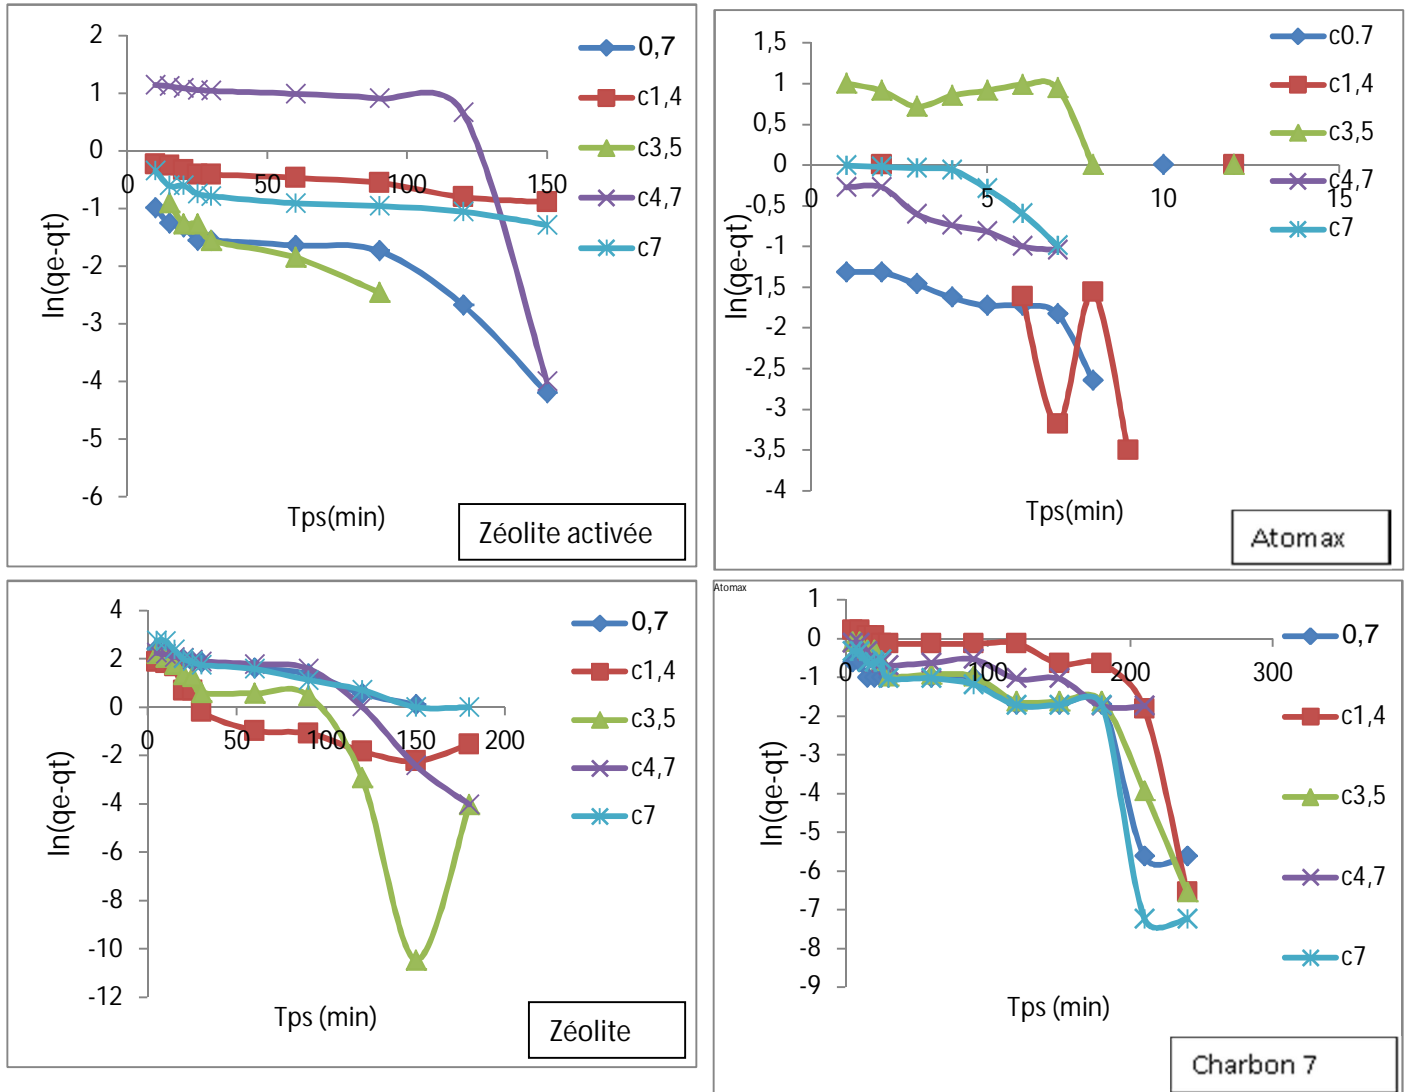 2
1
0
-1
-2
-3
-4
-5
-6
0
50
100
150
ln(qe-qt)
Tps(min)
0,7
c1,4
c3,5
c4,7
c7
Zéolite activée
1,5
1
0,5
0
-0,5
-1
-1,5
-2
-2,5
-3
-3,5
-4
0
5
10
15
ln(qe-qt)
Tps(min)
c0.7
c1,4
c3,5
c4,7
c7
Atomax
4
2
0
-2
-4
-6
-8
-10
-12
0
50
100
150
200
ln(qe-qt)
Tps (min)
0,7
c1,4
c3,5
c4,7
c7
Zéolite
Atomax
1
0
-1
-2
-3
-4
-5
-6
-7
-8
-9
0
100
200
300
ln(qe-qt)
Tps (min)
0,7
c1,4
c3,5
c4,7
c7
Charbon 7